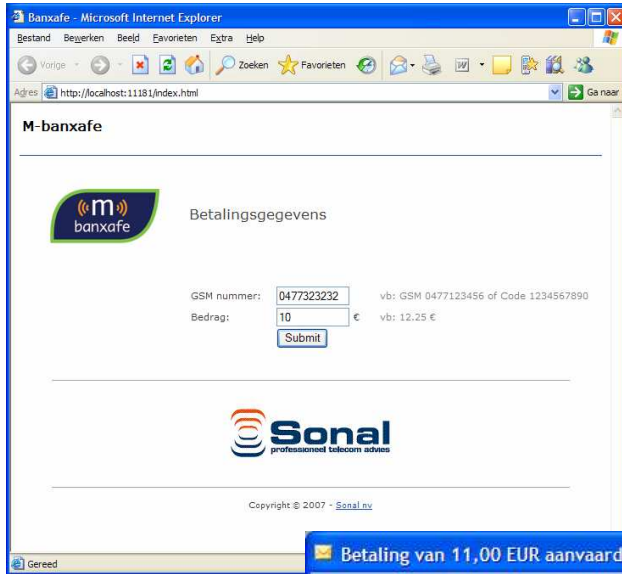 Banxafe - Microsoft Internet Explorer
Bestand Bewerken Beeld Favorieten Extra Help
Vorige Zoeken Favorieten W
Adres http://localhost:11181/index.html Ga naar
M-banxafe
((m))
banxafe
Betalingsgegevens
GSM nummer: 0477323232 vb: GSM 0477123456 of Code 1234567890
Bedrag: 10 € vb: 12.25 €
Submit
Sonal
professioneel telecom advies
Copyright © 2007 - Sonal nv
Betaling van 11,00 EUR aanvaard
Gereed